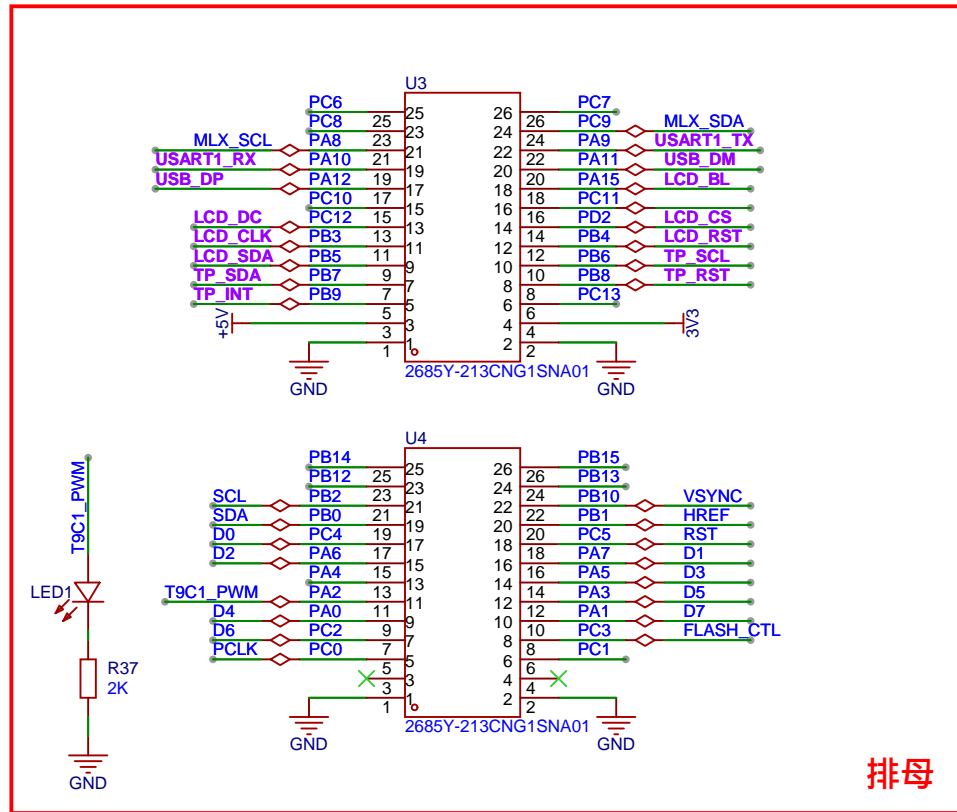 U3
PC6 25 25 26 26 PC7
PC8 23 23 24 24 PC9 MLX_SDA
MLX_SCL PA8 21 21 22 22 PA9 USART1_TX
USART1_RX PA10 19 19 20 20 PA11 USB_DM
USB_DP PA12 17 17 18 18 PA15 LCD_BL
PC10 15 15 16 16 PC11
LCD_DC PC12 13 13 14 14 PD2 LCD_CS
LCD_CLK PB3 11 11 12 12 PB4 LCD_RST
LCD_SDA PB5 9 9 10 10 PB6 TP_SCL
TP_SDA PB7 7 7 8 8 PB8 TP_RST
TP_INT PB9 5 5 6 6 PC13
+5V 3 3 4 4 3V3
1 1 2 2
GND 2685Y-213CNG1SNA01 GND
U4
PB14 25 25 26 26 PB15
PB12 23 23 24 24 PB13
SCL PB2 21 21 22 22 PB10 VSYNC
SDA PB0 19 19 20 20 PB1 HREF
D0 PC4 17 17 18 18 PC5 RST
D2 PA6 15 15 16 16 PA7 D1
PA4 13 13 14 14 PA5 D3
T9C1_PWM PA2 11 11 12 12 PA3 D5
D4 PA0 9 9 10 10 PA1 D7
D6 PC2 7 7 8 8 PC3 FLASH_CTL
PCLK PC0 5 5 6 6 PC1
3 3 4 4
1 1 2 2
GND 2685Y-213CNG1SNA01 GND
T9C1_PWM
LED1
R37
2K
GND
排母